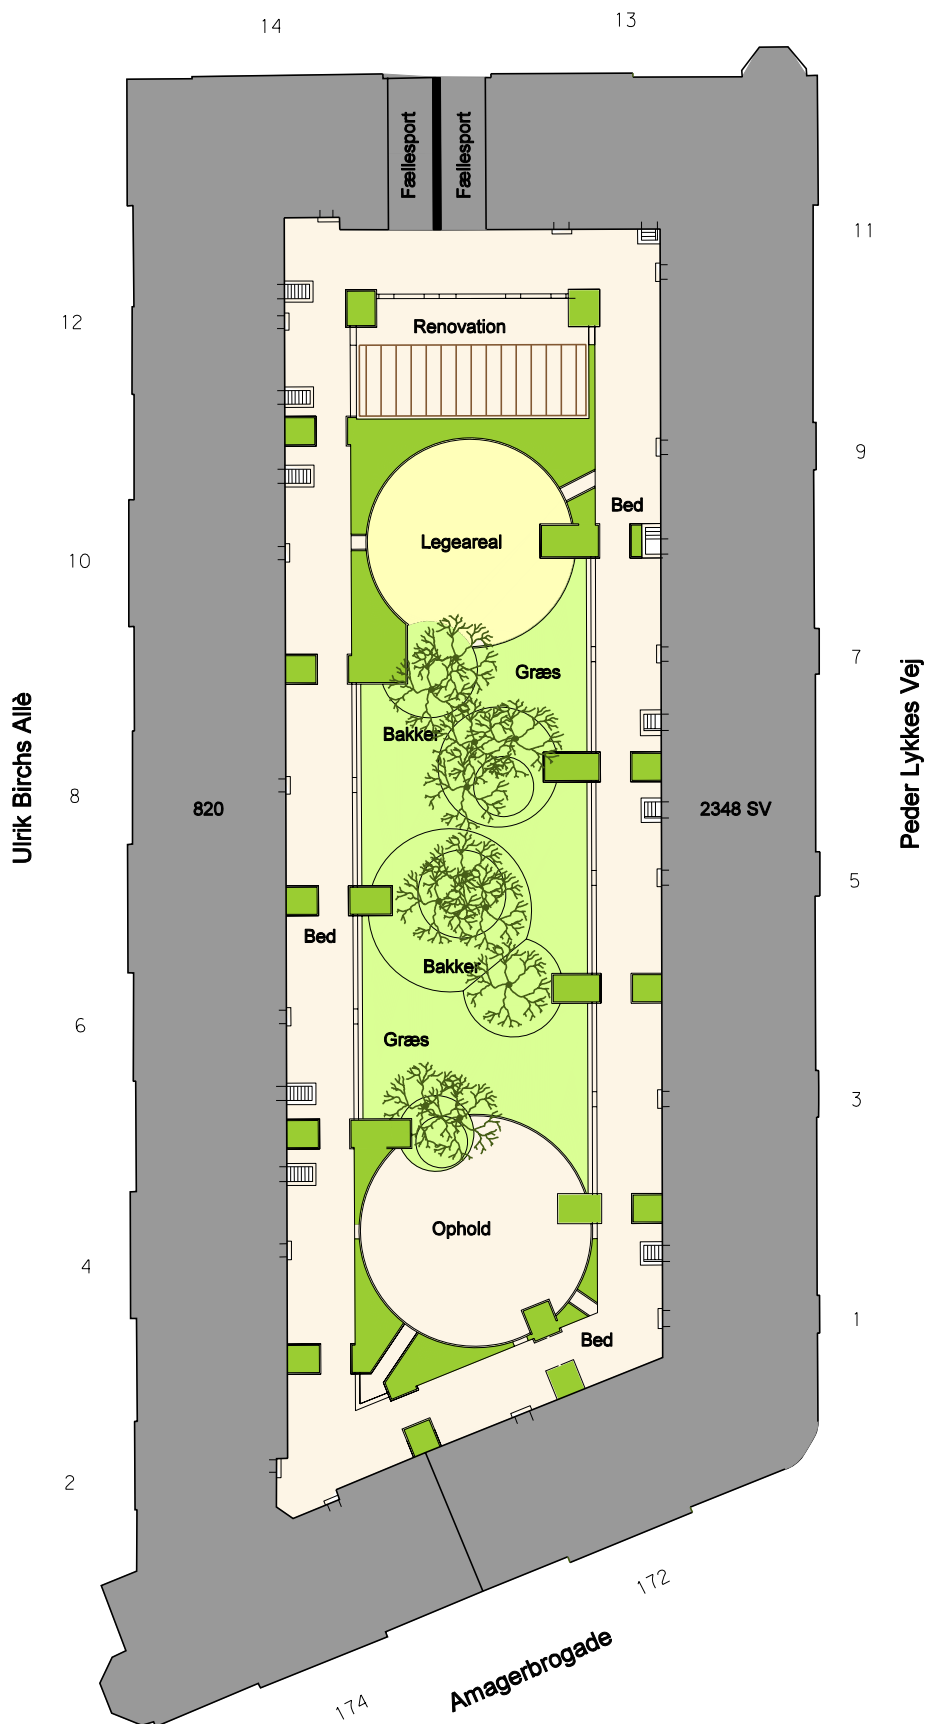 14
13
Fællesport
Fællesport
11
12
Renovation
9
Bed
Legeareal
10
7
Græs
Ulrik Birchs Allè
Peder Lykkes Vej
Bakker
8
820
2348 SV
5
Bed
Bakker
6
Græs
3
Ophold
4
1
Bed
2
172
Amagerbrogade
174